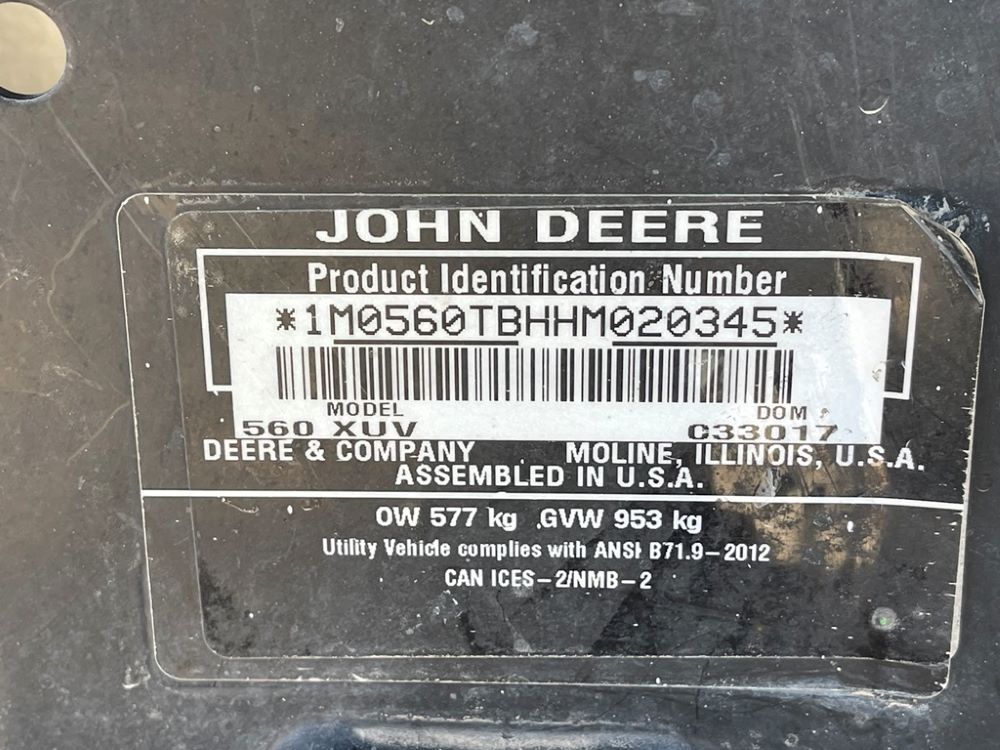 JOHN DEERE
Product Identification Number
*1M0560TBHHM020345*
MODEL DOM
560 XUV C33017
DEERE & COMPANY MOLINE, ILLINOIS, U.S.A.
ASSEMBLED IN U.S.A.
OW 577 kg GVW 953 kg
Utility Vehicle complies with ANSI B71.9-2012
CAN ICES-2/NMB-2